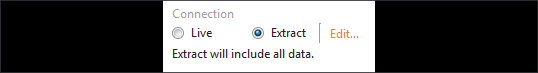 Connection
Live Extract Edit...
Extract will include all data.